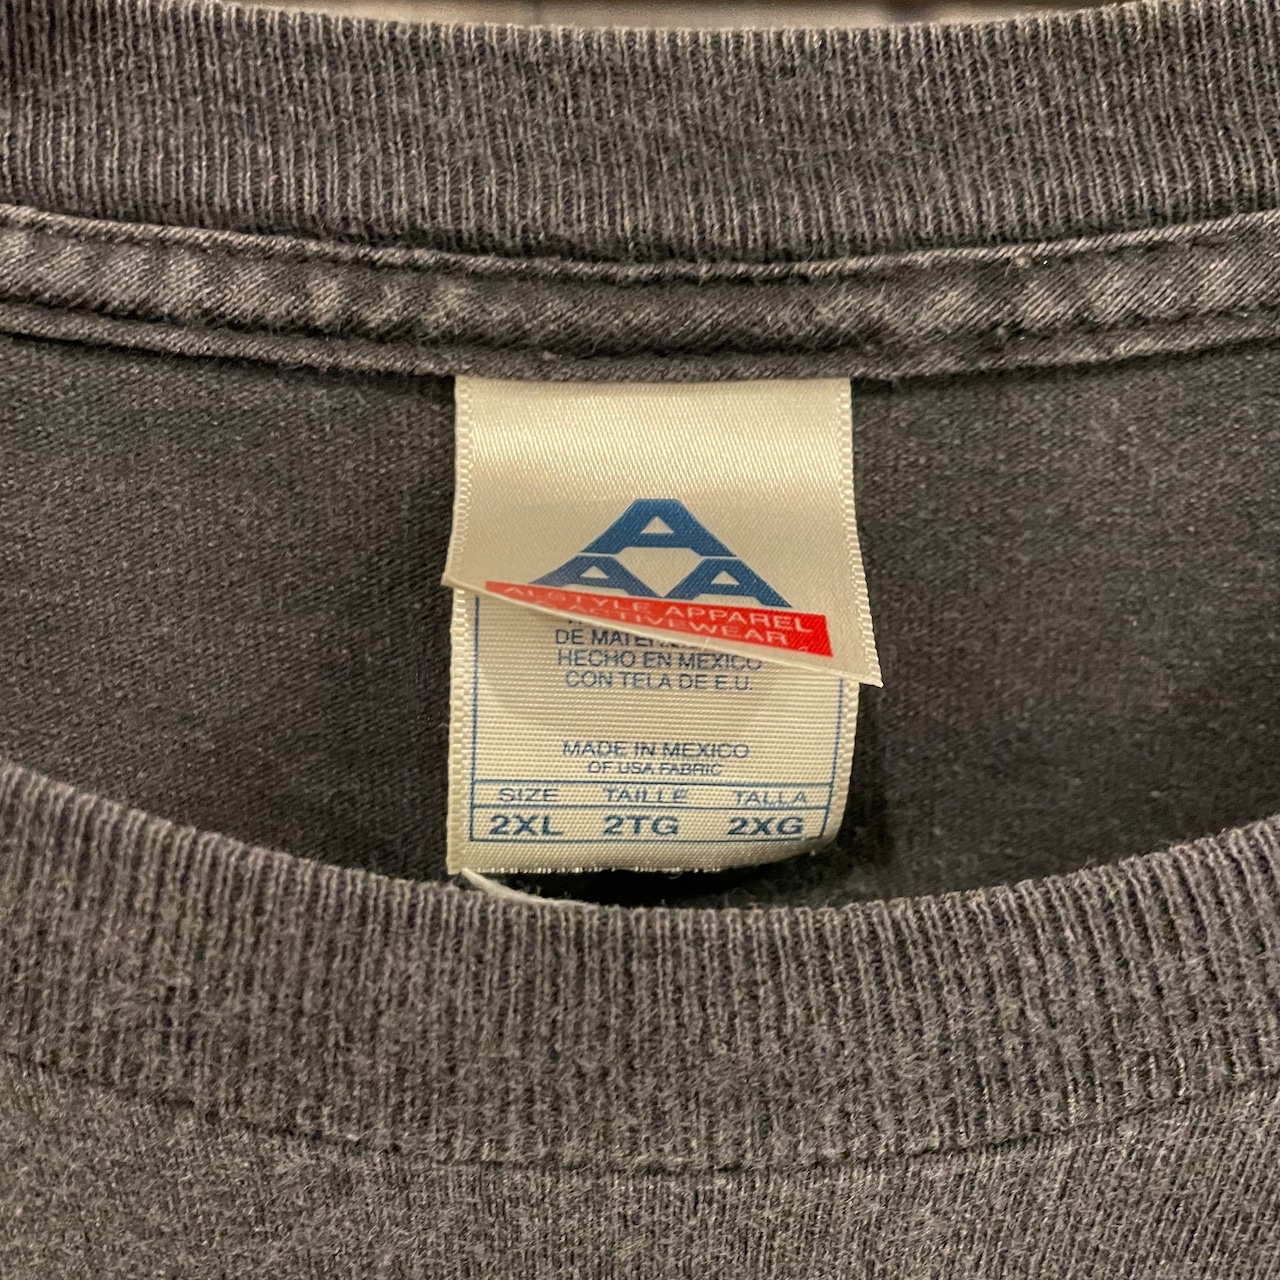 A
A A
ALSTYLE APPAREL
& ACTIVEWEAR
DE
HECHO EN MEXICO
CON TELA DE E.U.
MADE IN MEXICO
OF USA FABRIC
SIZE TAILLE TALLA
2XL 2TG 2XG